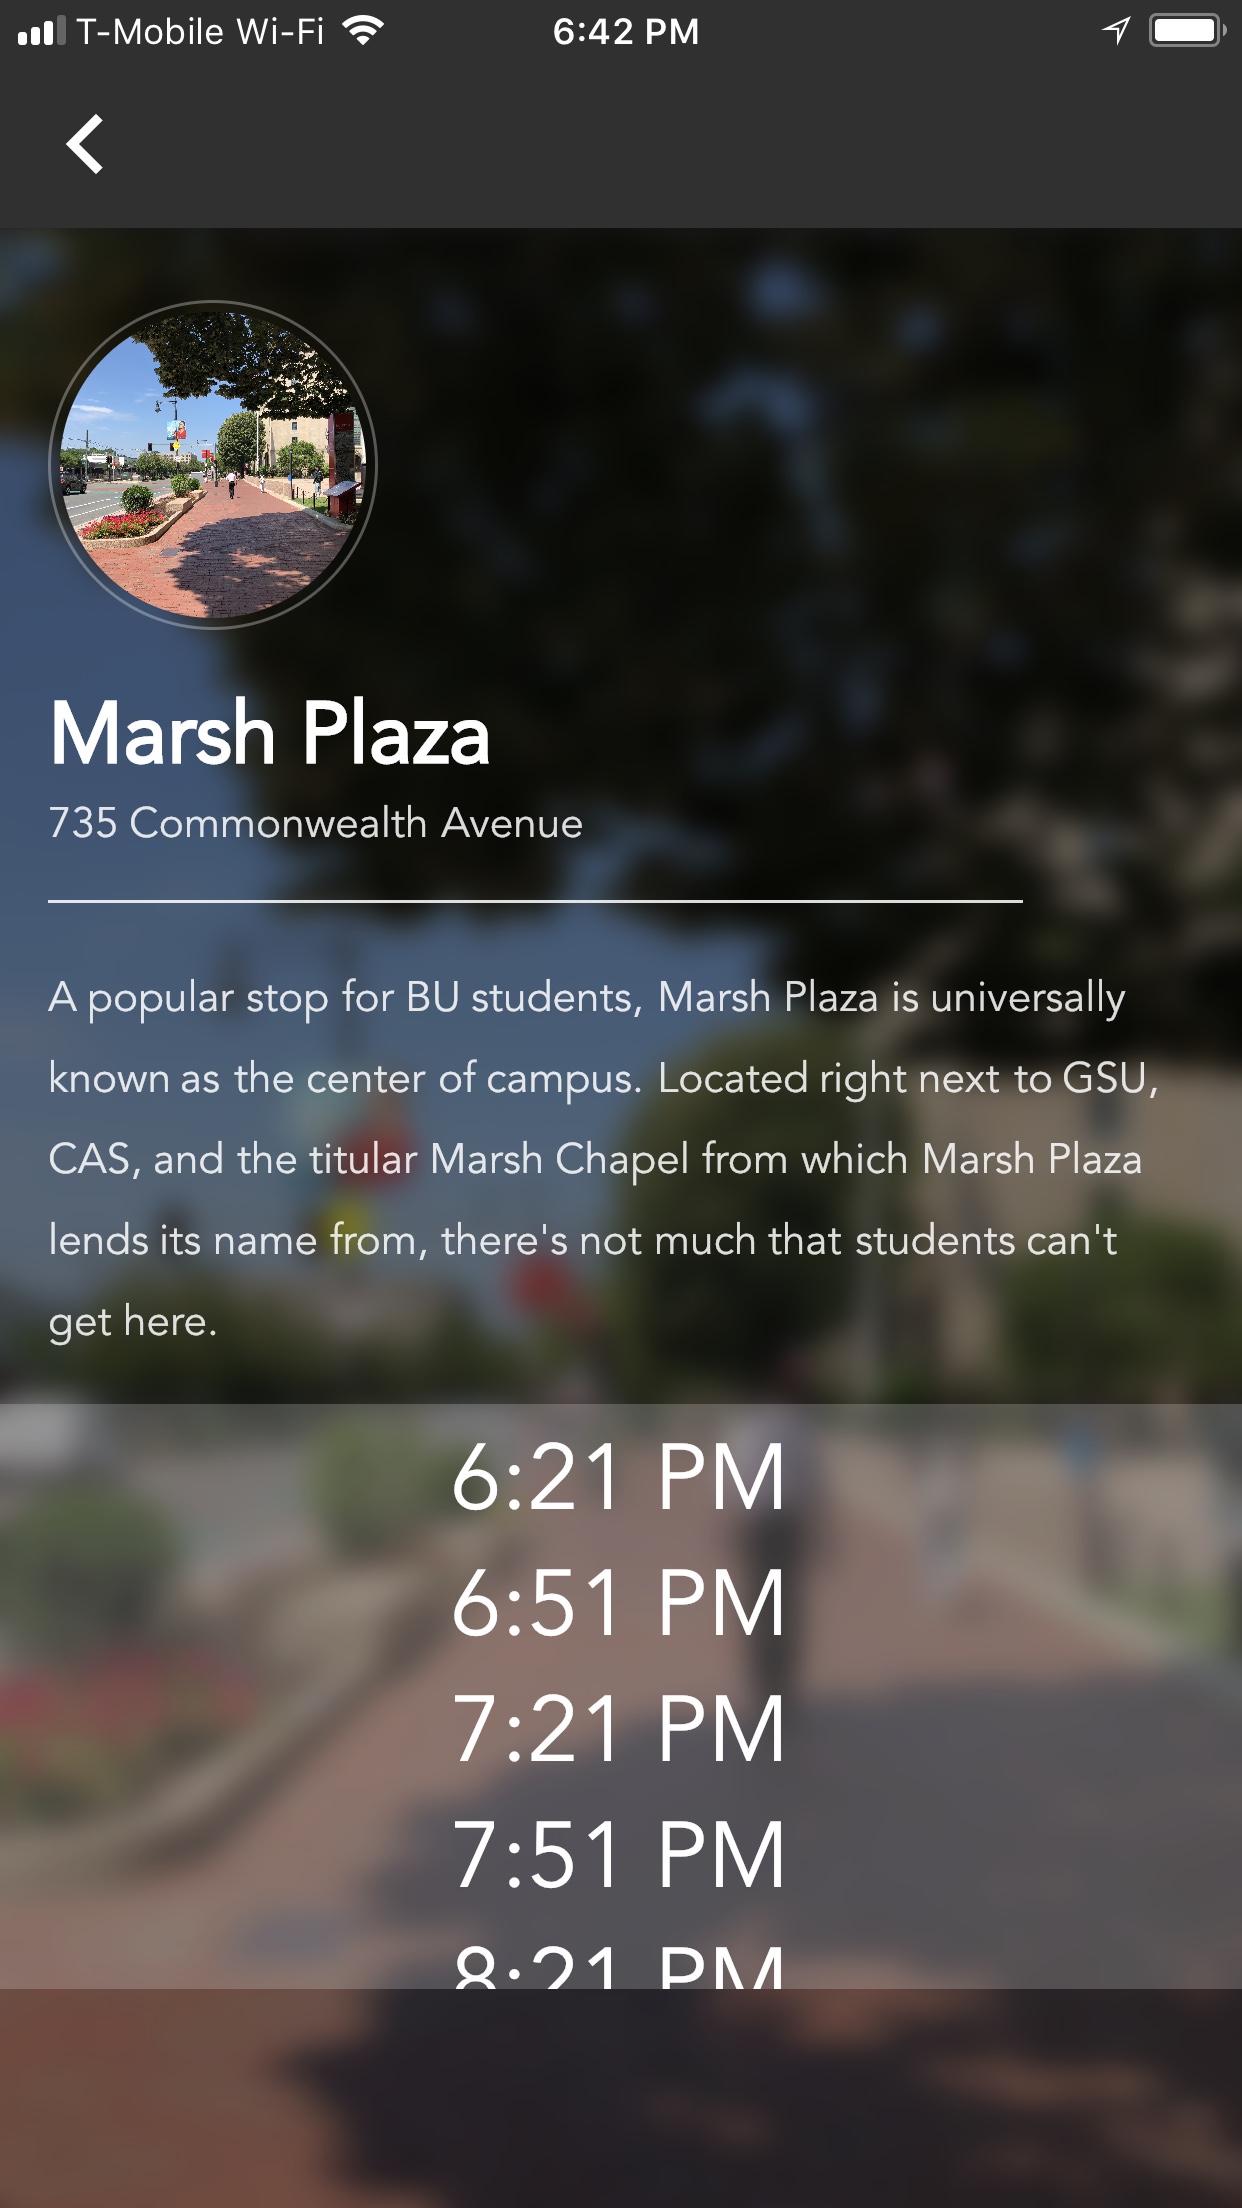 T-Mobile Wi-Fi 6:42 PM
Marsh Plaza
735 Commonwealth Avenue
A popular stop for BU students, Marsh Plaza is universally
known as the center of campus. Located right next to GSU,
CAS, and the titular Marsh Chapel from which Marsh Plaza
lends its name from, there's not much that students can't
get here.
6:21 PM
6:51 PM
7:21 PM
7:51 PM
8:21 PM